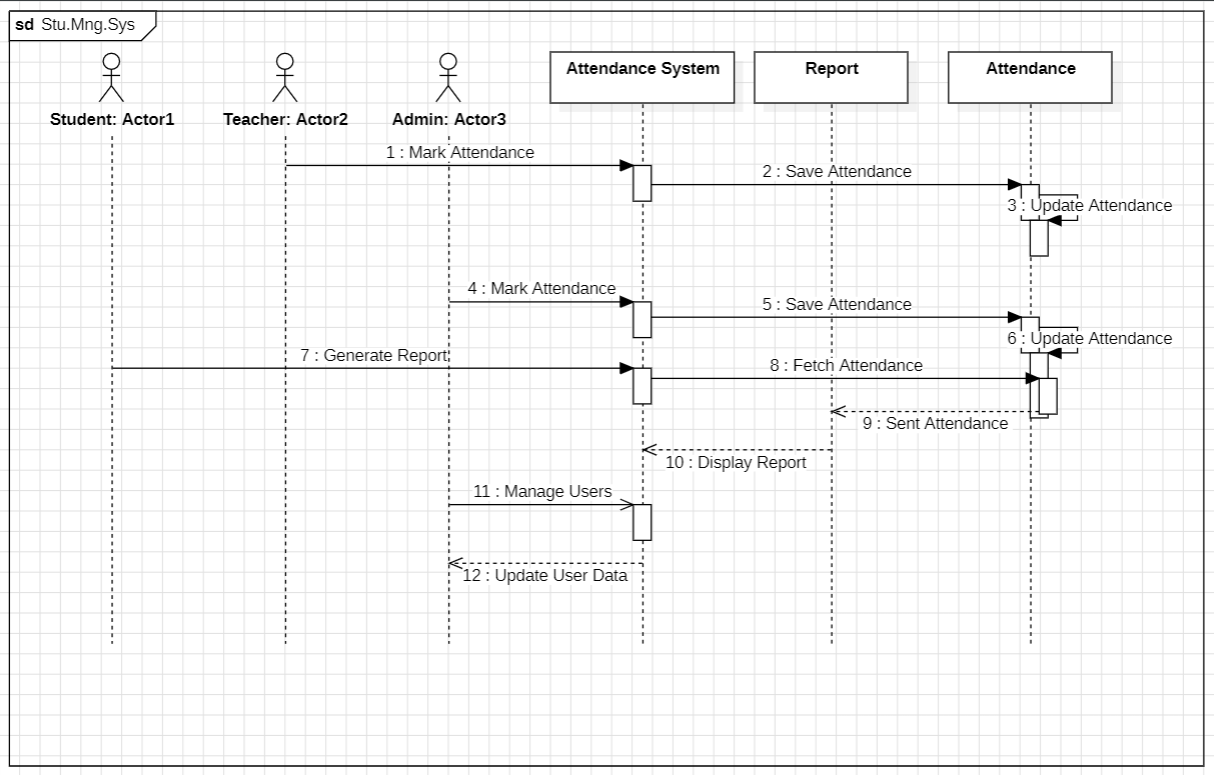 sd Stu.Mng.Sys
Attendance System
Report
Attendance
Student: Actor1
Teacher: Actor2
Admin: Actor3
1 : Mark Attendance
2 : Save Attendance
3 : Update Attendance
4 : Mark Attendance
5 : Save Attendance
6 : Update Attendance
7 : Generate Report
8 : Fetch Attendance
9 : Sent Attendance
10 : Display Report
11 : Manage Users
12 : Update User Data